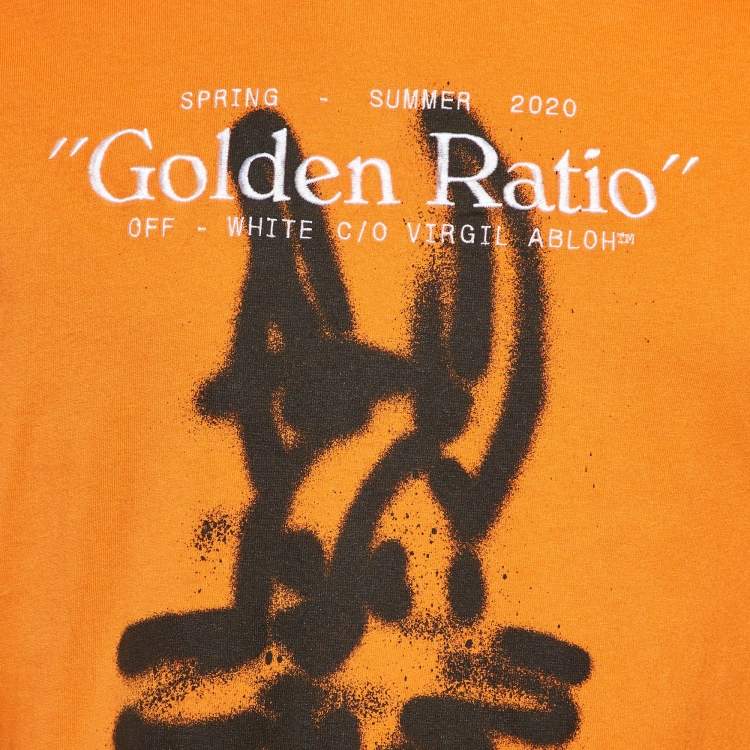 SPRING - SUMMER 2020
"Golden Ratio"
OFF - WHITE C/O VIRGIL ABLOH™